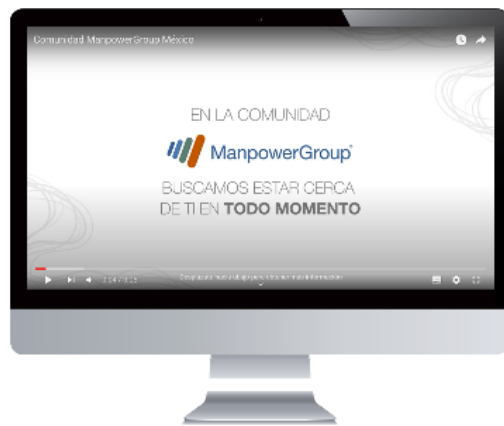 Comunidad ManpowerGroup México
EN LA COMUNIDAD
ManpowerGroup®
BUSCAMOS ESTAR CERCA
DE TI EN TODO MOMENTO